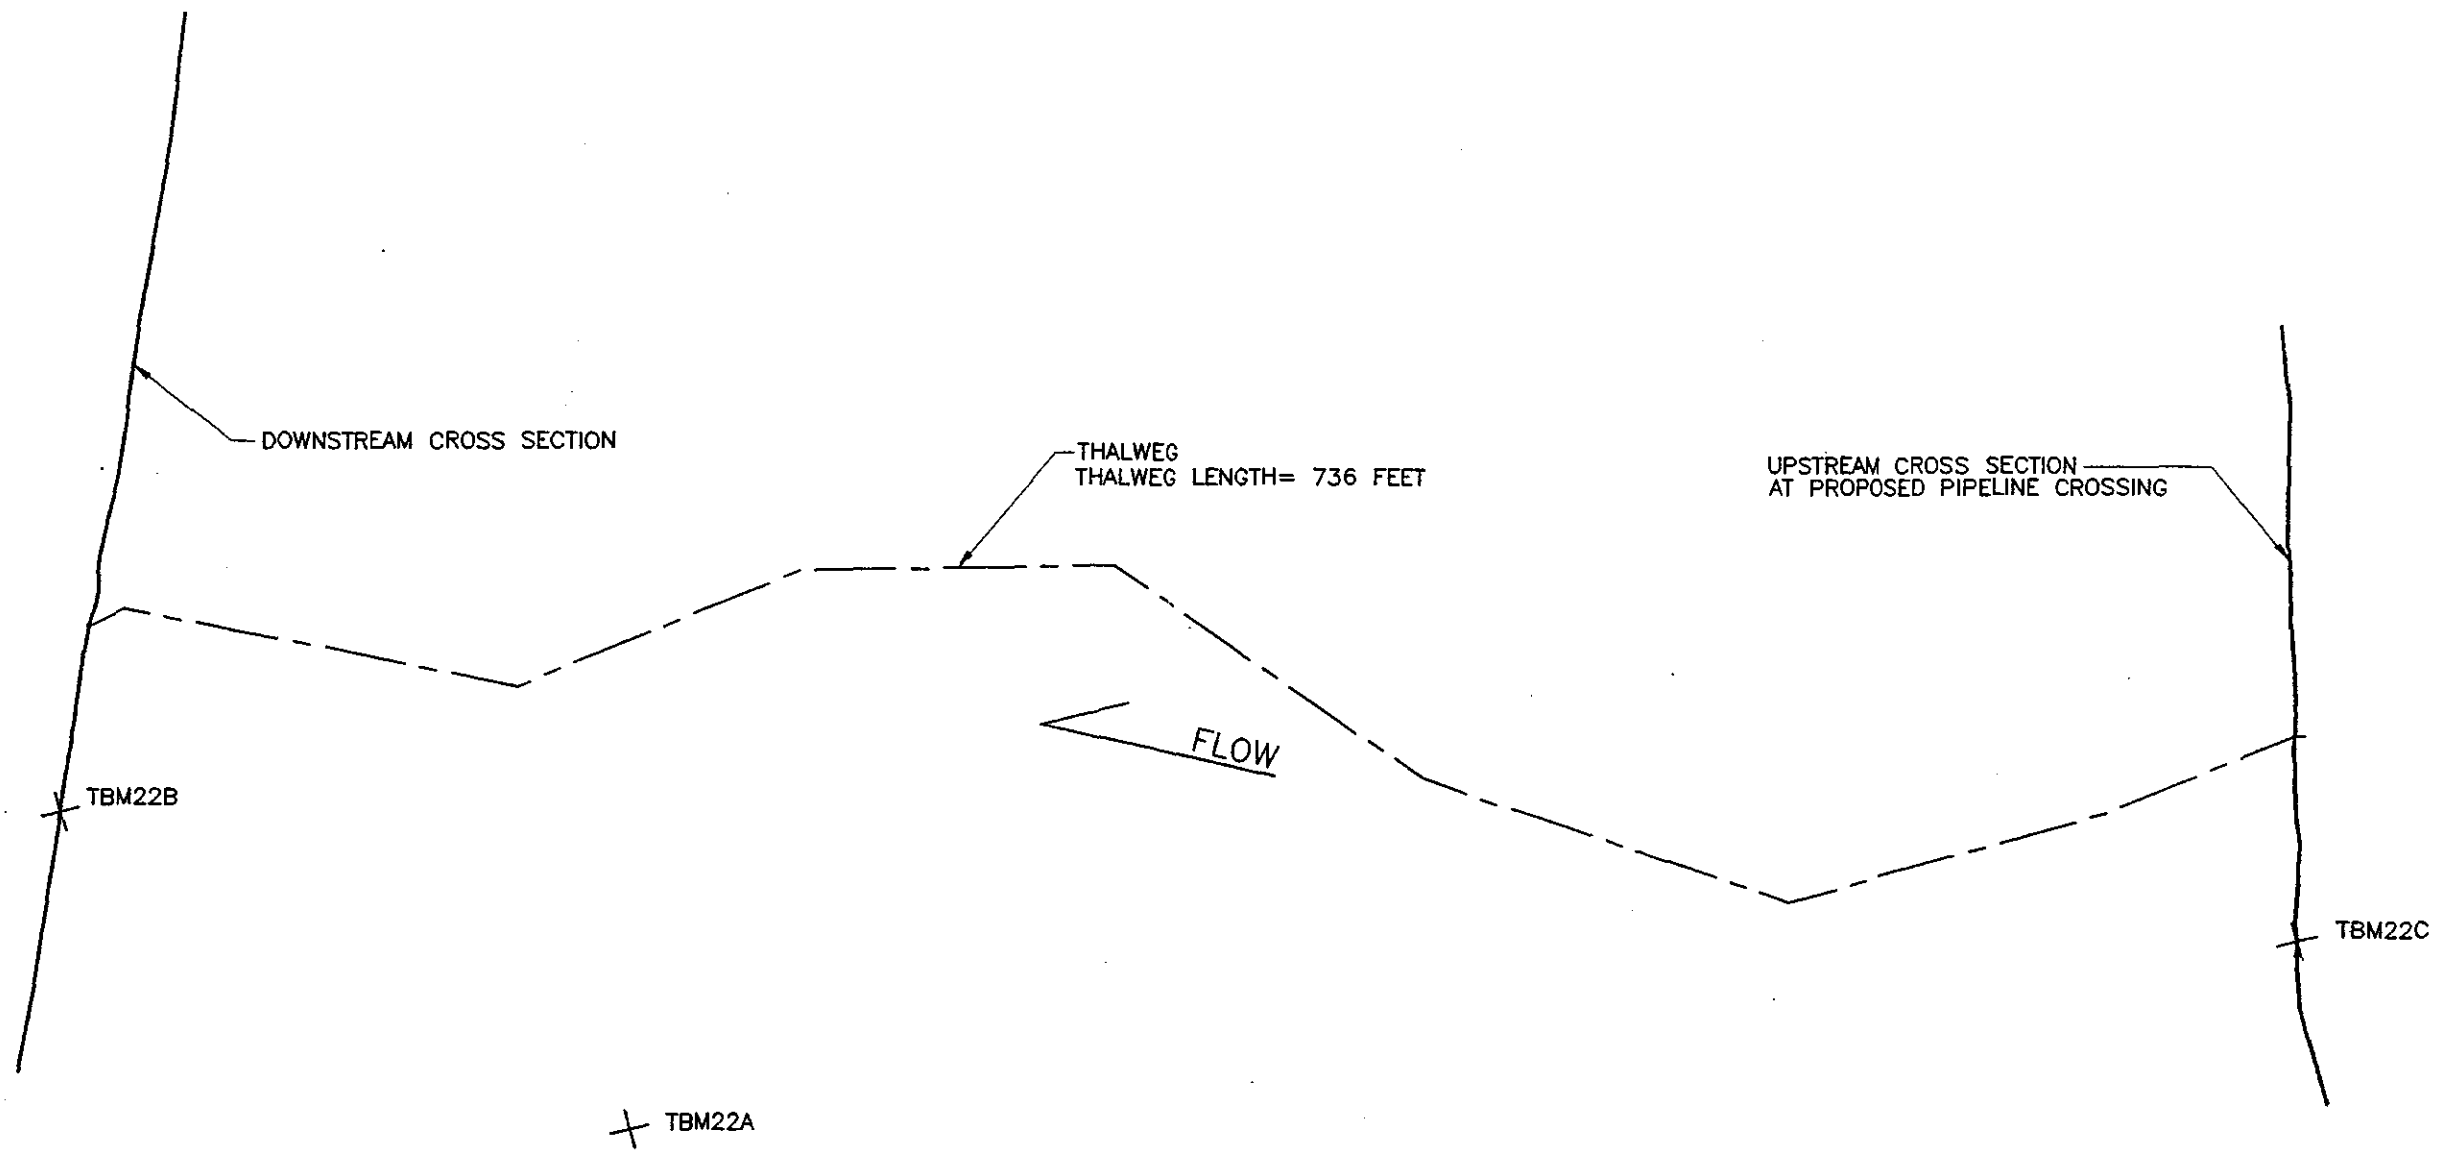 DOWNSTREAM CROSS SECTION
THALWEG
THALWEG LENGTH= 736 FEET
UPSTREAM CROSS SECTION
AT PROPOSED PIPELINE CROSSING
FLOW
TBM22B
TBM22C
TBM22A